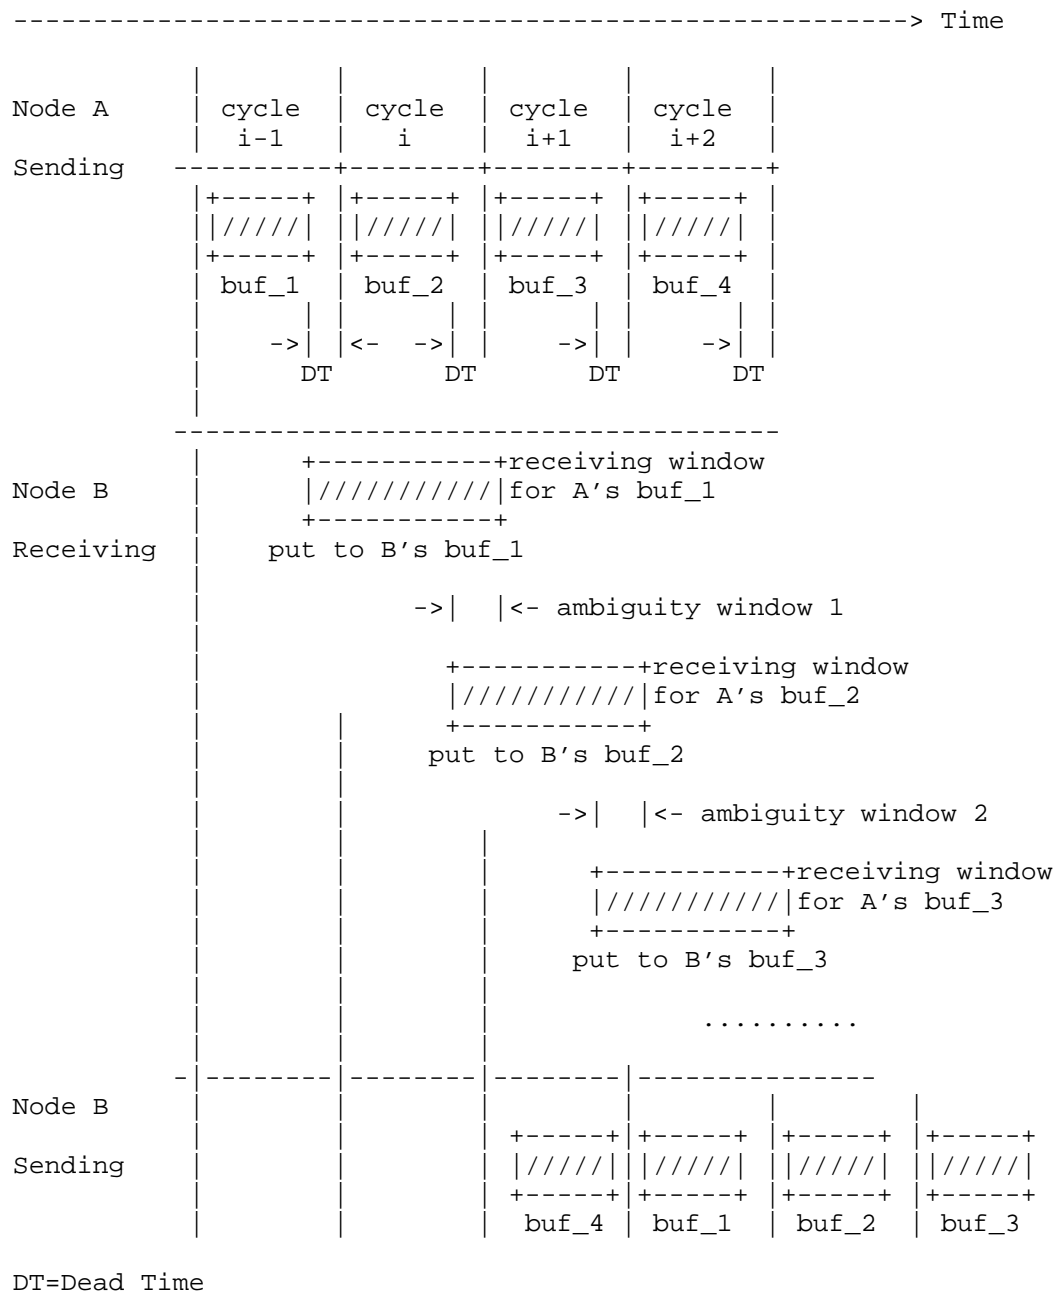 --------------------------------------------------------> Time
          |        |        |        |        |
Node A    | cycle  | cycle  | cycle  | cycle  |
          |  i-1   |   i    |  i+1   |  i+2   |
Sending  ----------+--------+--------+--------+
           |+-----+ |+-----+ |+-----+ |+-----+ |
           ||/////| ||/////| ||/////| ||/////| |
           |+-----+ |+-----+ |+-----+ |+-----+ |
           | buf_1  | buf_2  | buf_3  | buf_4  |
           |      | |      | |      | |      | |
           |    ->| |<-  ->| |    ->| |    ->| |
           |      DT       DT       DT       DT
           |
          --------------------------------------
           |      +-----------+receiving window
Node B     |      |///////////|for A's buf_1
           |      +-----------+
Receiving  |    put to B's buf_1
           |
           |             ->|  |<- ambiguity window 1
           |
           |               +-----------+receiving window
           |               |///////////|for A's buf_2
           |        |      +-----------+
           |        |     put to B's buf_2
           |        |
           |        |             ->|  |<- ambiguity window 2
           |        |        |
           |        |        |      +-----------+receiving window
           |        |        |      |///////////|for A's buf_3
           |        |        |      +-----------+
           |        |        |     put to B's buf_3
           |        |        |
           |        |        |             ..........
           |        |        |
          -|--------|--------|--------|---------------
Node B     |        |        |        |        |        |
           |        |        | +-----+|+-----+ |+-----+ |+-----+
Sending    |        |        | |/////|||/////| ||/////| ||/////|
           |        |        | +-----+|+-----+ |+-----+ |+-----+
           |        |        |  buf_4 | buf_1  | buf_2  | buf_3
DT=Dead Time